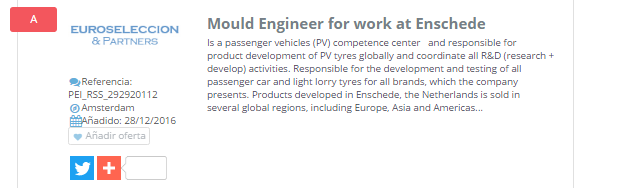 A
EUROSELECCION
& PARTNERS
Referencia:
PEI_RSS_292920112
Amsterdam
Añadido: 28/12/2016
Añadir oferta
Mould Engineer for work at Enschede
Is a passenger vehicles (PV) competence center  and responsible for
product development of PV tyres globally and coordinate all R&D (research +
develop) activities. Responsible for the development and testing of all
passenger car and light lorry tyres for all brands, which the company
presents. Products developed in Enschede, the Netherlands is sold in
several global regions, including Europe, Asia and Americas...